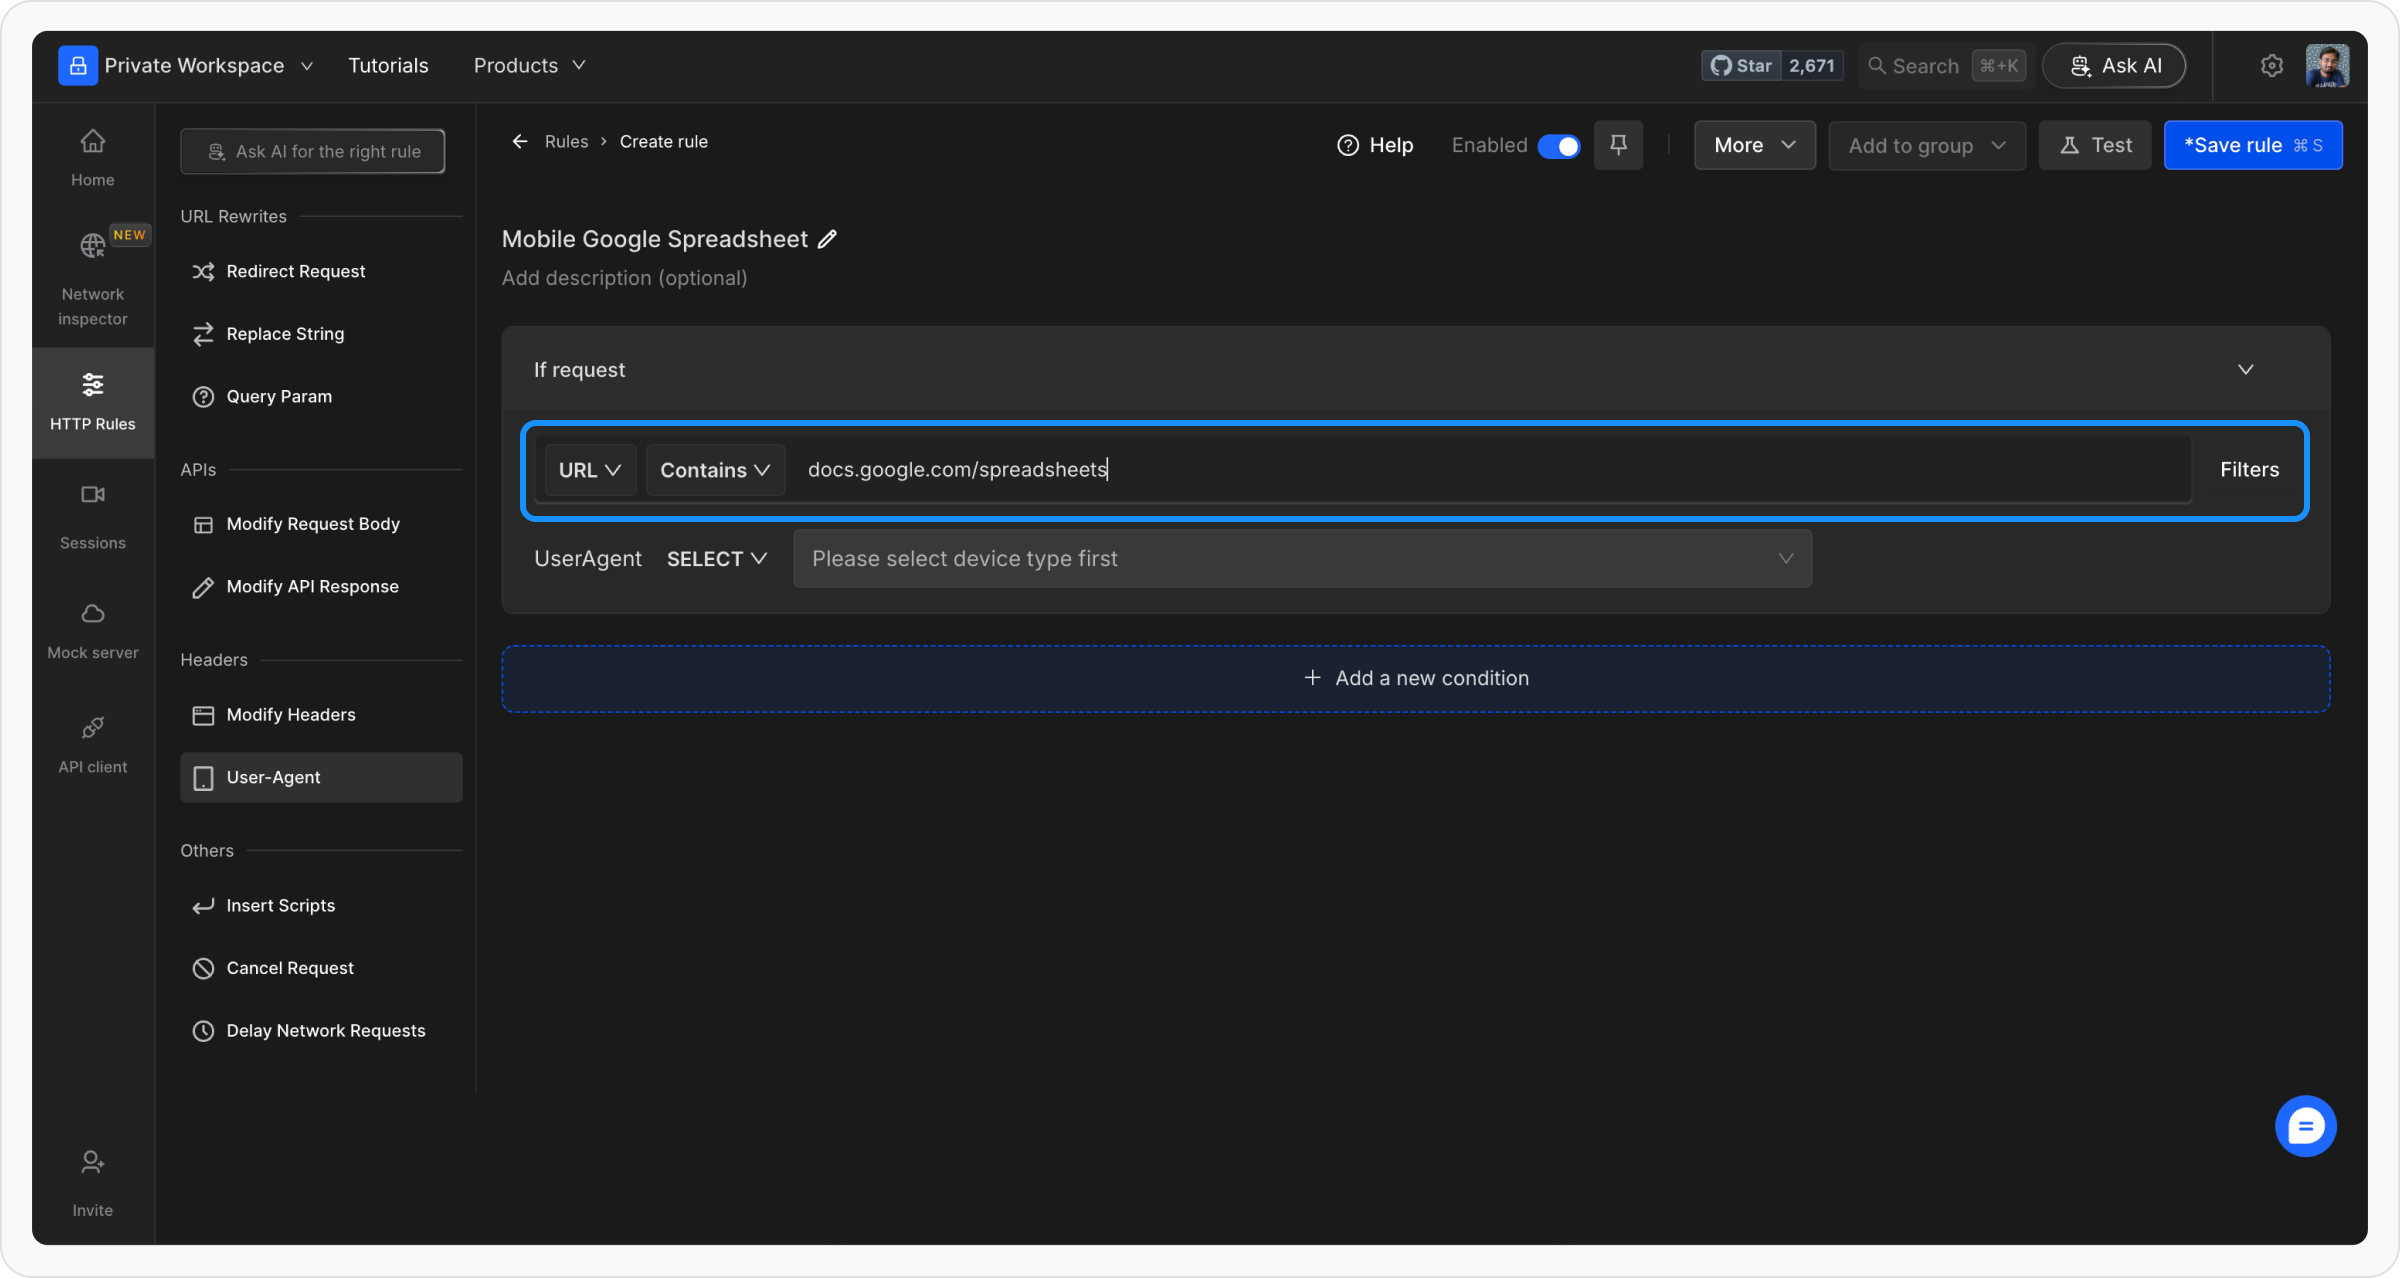 Private Workspace
Tutorials
Products
Star 2,671
Search ⌘+K
Ask AI
Home
NEW
Network
inspector
HTTP Rules
Sessions
Mock server
API client
Invite
Ask AI for the right rule
URL Rewrites
Redirect Request
Replace String
Query Param
APIs
Modify Request Body
Modify API Response
Headers
Modify Headers
User-Agent
Others
Insert Scripts
Cancel Request
Delay Network Requests
Rules > Create rule
Help
Enabled
More
Add to group
Test
*Save rule ⌘ S
Mobile Google Spreadsheet
Add description (optional)
If request
URL Contains docs.google.com/spreadsheets Filters
UserAgent SELECT Please select device type first
+ Add a new condition